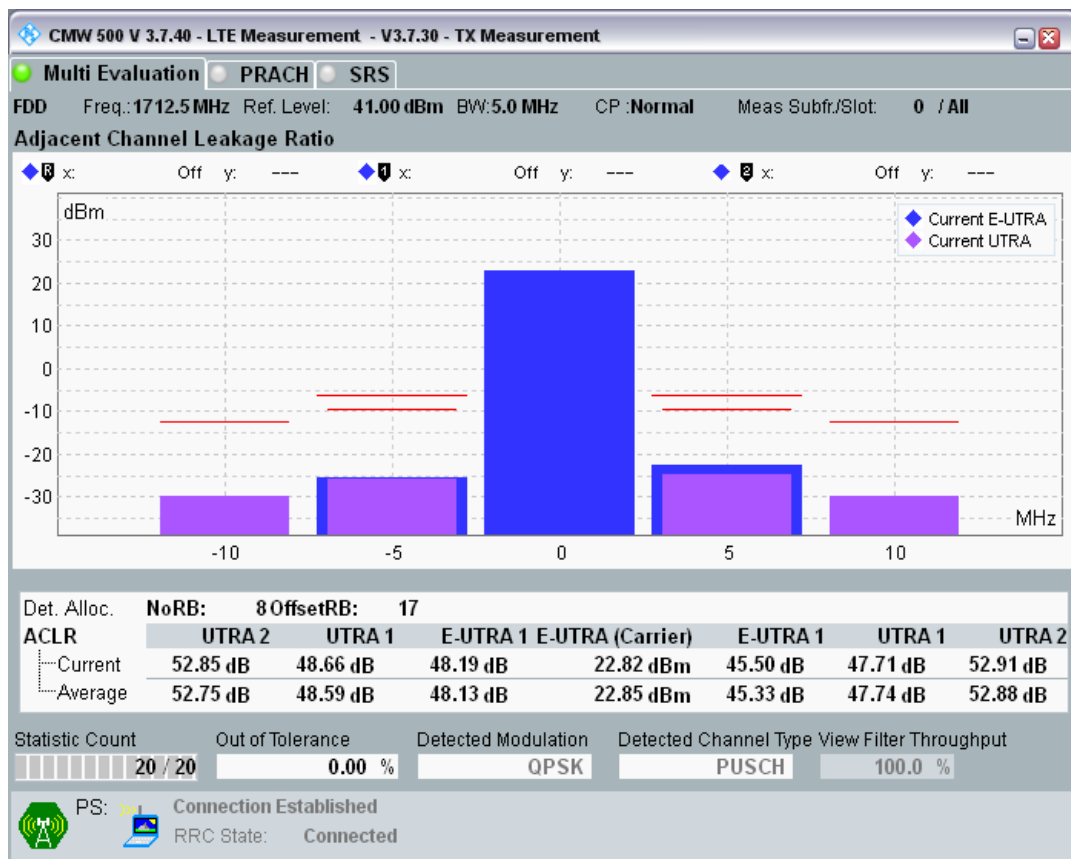 CMW 500 V 3.7.40 - LTE Measurement - V3.7.30 - TX Measurement
Multi Evaluation PRACH SRS
FDD Freq.:1712.5 MHz Ref. Level: 41.00 dBm BW:5.0 MHz CP :Normal Meas Subfr./Slot: 0 / All
Adjacent Channel Leakage Ratio
R x: Off y: --- 1 x: Off y: --- 2 x: Off y: ---
dBm
Current E-UTRA
Current UTRA
30
20
10
0
-10
-20
-30
MHz
-10 -5 0 5 10
Det. Alloc. NoRB: 8 OffsetRB: 17
ACLR UTRA 2 UTRA 1 E-UTRA 1 E-UTRA (Carrier) E-UTRA 1 UTRA 1 UTRA 2
Current 52.85 dB 48.66 dB 48.19 dB 22.82 dBm 45.50 dB 47.71 dB 52.91 dB
Average 52.75 dB 48.59 dB 48.13 dB 22.85 dBm 45.33 dB 47.74 dB 52.88 dB
Statistic Count Out of Tolerance Detected Modulation Detected Channel Type View Filter Throughput
20 / 20 0.00 % QPSK PUSCH 100.0 %
PS: Connection Established
RRC State: Connected